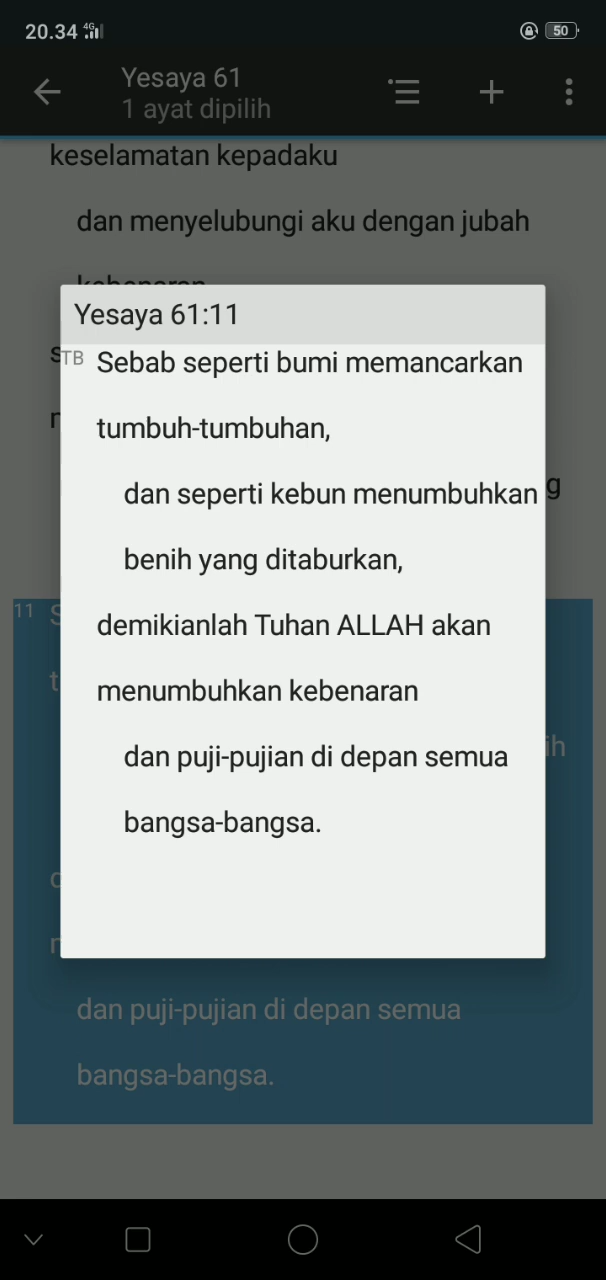 20.34 4G 50
Yesaya 61
1 ayat dipilih
keselamatan kepadaku
dan menyelubungi aku dengan jubah
Yesaya 61:11
TB Sebab seperti bumi memancarkan
tumbuh-tumbuhan,
dan seperti kebun menumbuhkan
benih yang ditaburkan,
demikianlah Tuhan ALLAH akan
menumbuhkan kebenaran
dan puji-pujian di depan semua
bangsa-bangsa.
11
dan puji-pujian di depan semua
bangsa-bangsa.